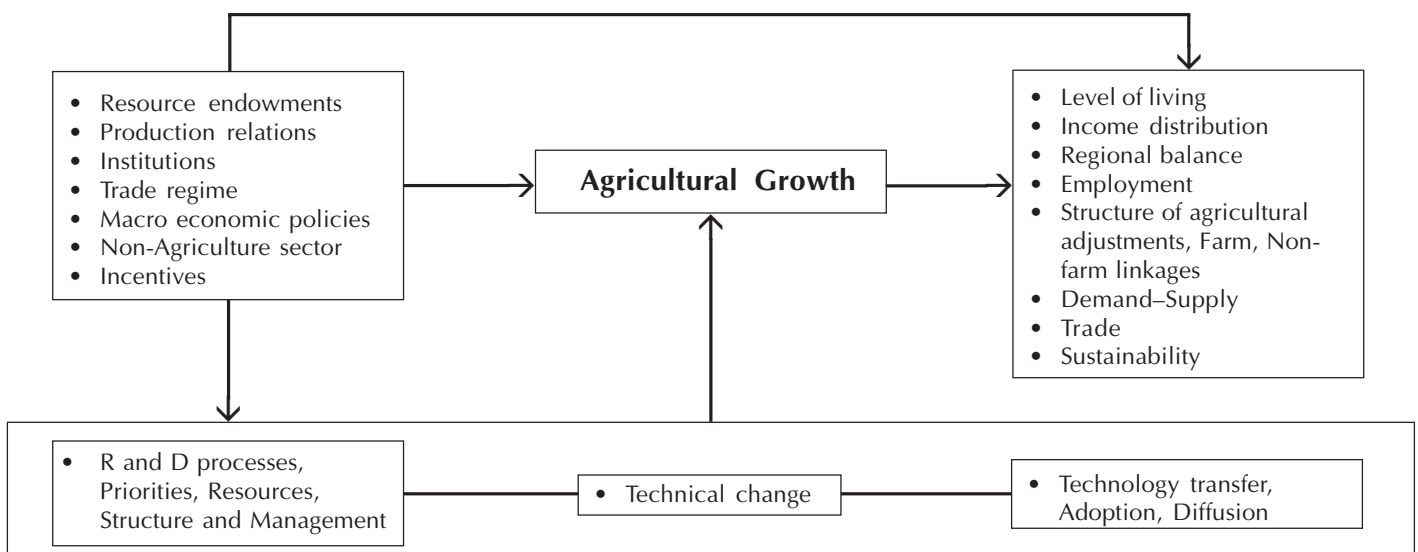 • Resource endowments
• Production relations
• Institutions
• Trade regime
• Macro economic policies
• Non-Agriculture sector
• Incentives
Agricultural Growth
• Level of living
• Income distribution
• Regional balance
• Employment
• Structure of agricultural
adjustments, Farm, Non-
farm linkages
• Demand–Supply
• Trade
• Sustainability
• R and D processes,
Priorities, Resources,
Structure and Management
• Technical change
• Technology transfer,
Adoption, Diffusion